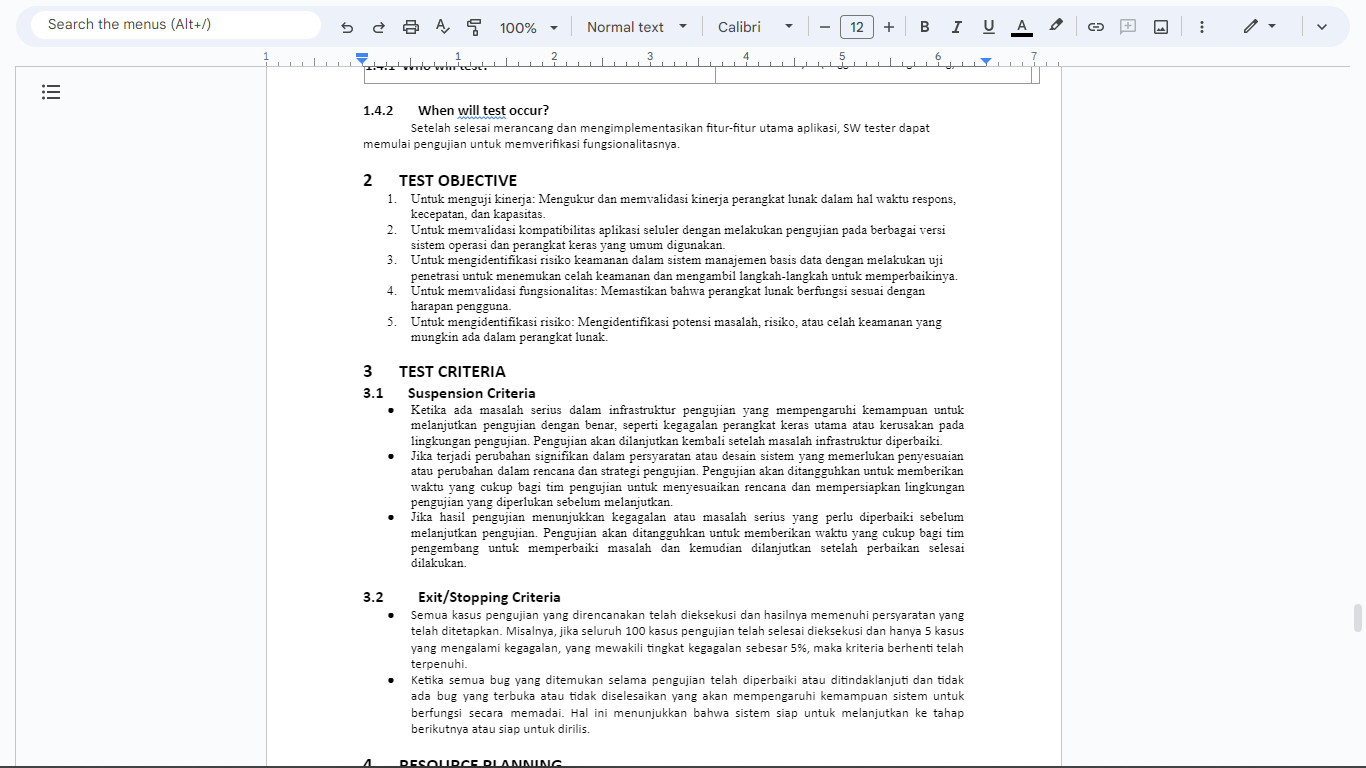 Search the menus (Alt+/)
100%
Normal text
Calibri
12
B I U A
1 1 2 3 4 5 6 7
1.4.1 Who will test?
1.4.2 When will test occur?
Setelah selesai merancang dan mengimplementasikan fitur-fitur utama aplikasi, SW tester dapat
memulai pengujian untuk memverifikasi fungsionalitasnya.
2 TEST OBJECTIVE
1. Untuk menguji kinerja: Mengukur dan memvalidasi kinerja perangkat lunak dalam hal waktu respons,
kecepatan, dan kapasitas.
2. Untuk memvalidasi kompatibilitas aplikasi seluler dengan melakukan pengujian pada berbagai versi
sistem operasi dan perangkat keras yang umum digunakan.
3. Untuk mengidentifikasi risiko keamanan dalam sistem manajemen basis data dengan melakukan uji
penetrasi untuk menemukan celah keamanan dan mengambil langkah-langkah untuk memperbaikinya.
4. Untuk memvalidasi fungsionalitas: Memastikan bahwa perangkat lunak berfungsi sesuai dengan
harapan pengguna.
5. Untuk mengidentifikasi risiko: Mengidentifikasi potensi masalah, risiko, atau celah keamanan yang
mungkin ada dalam perangkat lunak.
3 TEST CRITERIA
3.1 Suspension Criteria
● Ketika ada masalah serius dalam infrastruktur pengujian yang mempengaruhi kemampuan untuk
melanjutkan pengujian dengan benar, seperti kegagalan perangkat keras utama atau kerusakan pada
lingkungan pengujian. Pengujian akan dilanjutkan kembali setelah masalah infrastruktur diperbaiki.
● Jika terjadi perubahan signifikan dalam persyaratan atau desain sistem yang memerlukan penyesuaian
atau perubahan dalam rencana dan strategi pengujian. Pengujian akan ditangguhkan untuk memberikan
waktu yang cukup bagi tim pengujian untuk menyesuaikan rencana dan mempersiapkan lingkungan
pengujian yang diperlukan sebelum melanjutkan.
● Jika hasil pengujian menunjukkan kegagalan atau masalah serius yang perlu diperbaiki sebelum
melanjutkan pengujian. Pengujian akan ditangguhkan untuk memberikan waktu yang cukup bagi tim
pengembang untuk memperbaiki masalah dan kemudian dilanjutkan setelah perbaikan selesai
dilakukan.
3.2 Exit/Stopping Criteria
● Semua kasus pengujian yang direncanakan telah dieksekusi dan hasilnya memenuhi persyaratan yang
telah ditetapkan. Misalnya, jika seluruh 100 kasus pengujian telah selesai dieksekusi dan hanya 5 kasus
yang mengalami kegagalan, yang mewakili tingkat kegagalan sebesar 5%, maka kriteria berhenti telah
terpenuhi.
● Ketika semua bug yang ditemukan selama pengujian telah diperbaiki atau ditindaklanjuti dan tidak
ada bug yang terbuka atau tidak diselesaikan yang akan mempengaruhi kemampuan sistem untuk
berfungsi secara memadai. Hal ini menunjukkan bahwa sistem siap untuk melanjutkan ke tahap
berikutnya atau siap untuk dirilis.
4 RESOURCE PLANNING